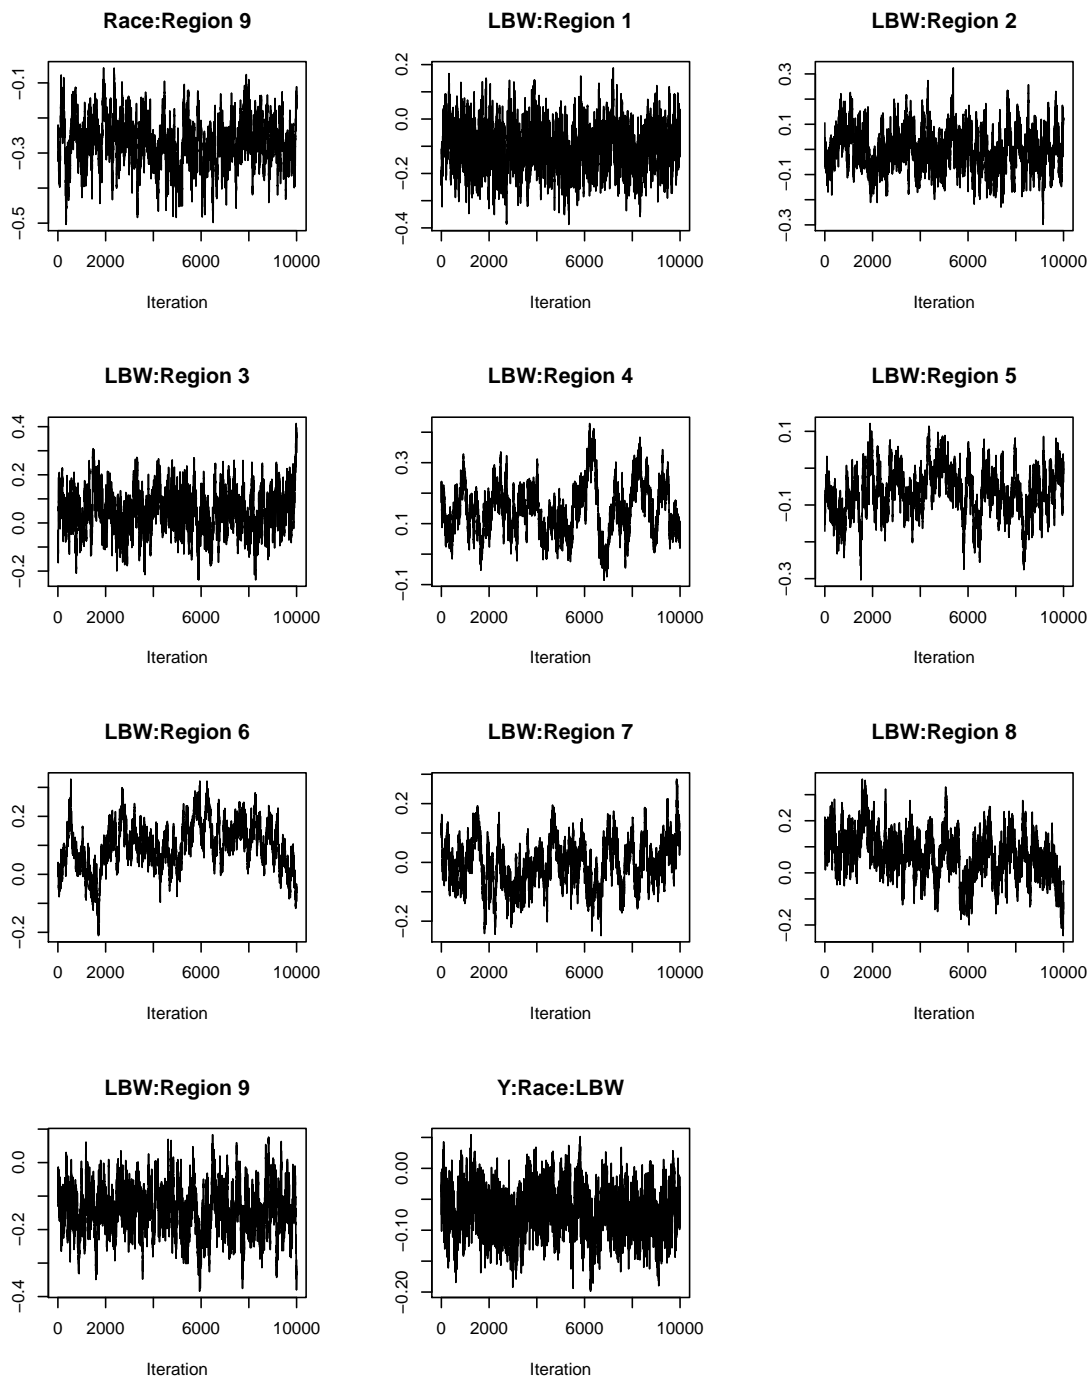 Race:Region 9
LBW:Region 1
LBW:Region 2
−0.5 −0.3 −0.1
0 2000 6000 10000
Iteration
−0.4 −0.2 0.0 0.2
0 2000 6000 10000
Iteration
−0.3 −0.1 0.1 0.3
0 2000 6000 10000
Iteration
LBW:Region 3
LBW:Region 4
LBW:Region 5
−0.2 0.0 0.2 0.4
0 2000 6000 10000
Iteration
−0.1 0.1 0.3
0 2000 6000 10000
Iteration
−0.3 −0.1 0.1
0 2000 6000 10000
Iteration
LBW:Region 6
LBW:Region 7
LBW:Region 8
−0.2 0.0 0.2
0 2000 6000 10000
Iteration
−0.2 0.0 0.2
0 2000 6000 10000
Iteration
−0.2 0.0 0.2
0 2000 6000 10000
Iteration
LBW:Region 9
Y:Race:LBW
−0.4 −0.2 0.0
0 2000 6000 10000
Iteration
−0.20 −0.10 0.00
0 2000 6000 10000
Iteration